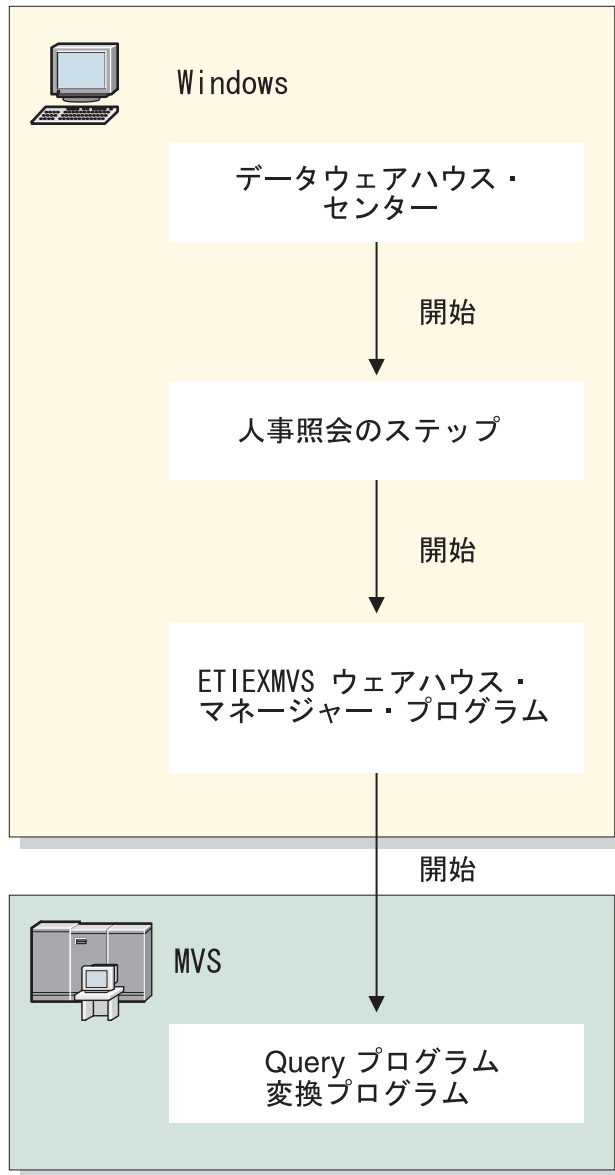 Windows
データウェアハウス・
センター
開始
人事照会のステップ
開始
ETIEXMVS ウェアハウス・
マネージャー・プログラム
開始
MVS
Query プログラム
変換プログラム